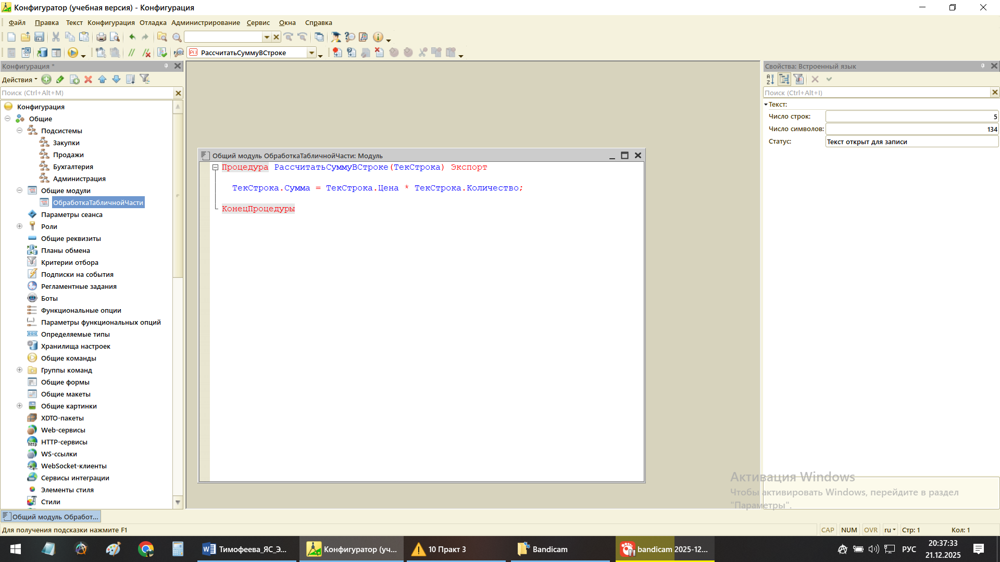 Конфигуратор (учебная версия) - Конфигурация
Файл Правка Текст Конфигурация Отладка Администрирование Сервис Окна Справка
РассчитатьСуммуВСтроке
Конфигурация *
Действия
Поиск (Ctrl+Alt+M)
Конфигурация
Общие
Подсистемы
Закупки
Продажи
Бухгалтерия
Администрация
Общие модули
ОбработкаТабличнойЧасти
Параметры сеанса
Роли
Общие реквизиты
Планы обмена
Критерии отбора
Подписки на события
Регламентные задания
Боты
Функциональные опции
Параметры функциональных опций
Определяемые типы
Хранилища настроек
Общие команды
Группы команд
Общие формы
Общие макеты
Общие картинки
XDTO-пакеты
Web-сервисы
HTTP-сервисы
WS-ссылки
WebSocket-клиенты
Сервисы интеграции
Элементы стиля
Стили
Общий модуль ОбработкаТабличнойЧасти: Модуль
Процедура РассчитатьСуммуВСтроке(ТекСтрока) Экспорт
ТекСтрока.Сумма = ТекСтрока.Цена * ТекСтрока.Количество;
КонецПроцедуры
Свойства: Встроенный язык
Поиск (Ctrl+Alt+I)
Текст:
Число строк: 5
Число символов: 134
Статус: Текст открыт для записи
Активация Windows
Чтобы активировать Windows, перейдите в раздел
"Параметры".
Общий модуль Обработ...
Для получения подсказки нажмите F1
CAP NUM OVR ru Стр: 1 Кол: 1
Тимофеева_ЯС_Э...
Конфигуратор (уч...
10 Практ 3
Bandicam
bandicam 2025-12...
РУС
20:37:33
21.12.2025